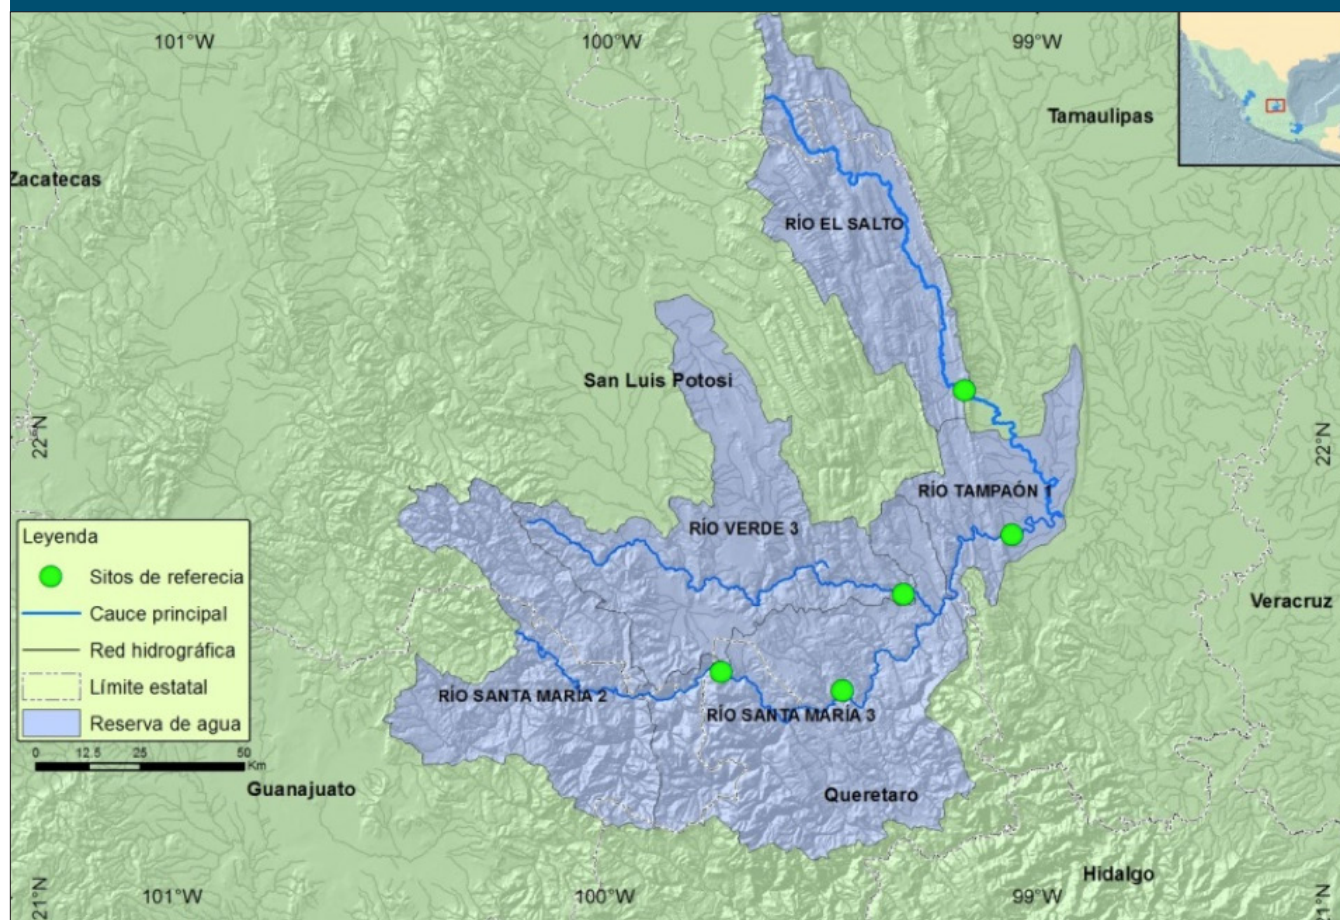 101°W
100°W
99°W
Tamaulipas
Zacatecas
RÍO EL SALTO
San Luis Potosi
22°N
22°N
RÍO TAMPAÓN 1
RÍO VERDE 3
Leyenda
Sitos de referecia
Cauce principal
Red hidrográfica
Límite estatal
Reserva de agua
0 12.5 25 50
Km
Veracruz
RÍO SANTA MARÍA 2
RÍO SANTA MARÍA 3
Guanajuato
Queretaro
Hidalgo
21°N
101°W
100°W
99°W
21°N